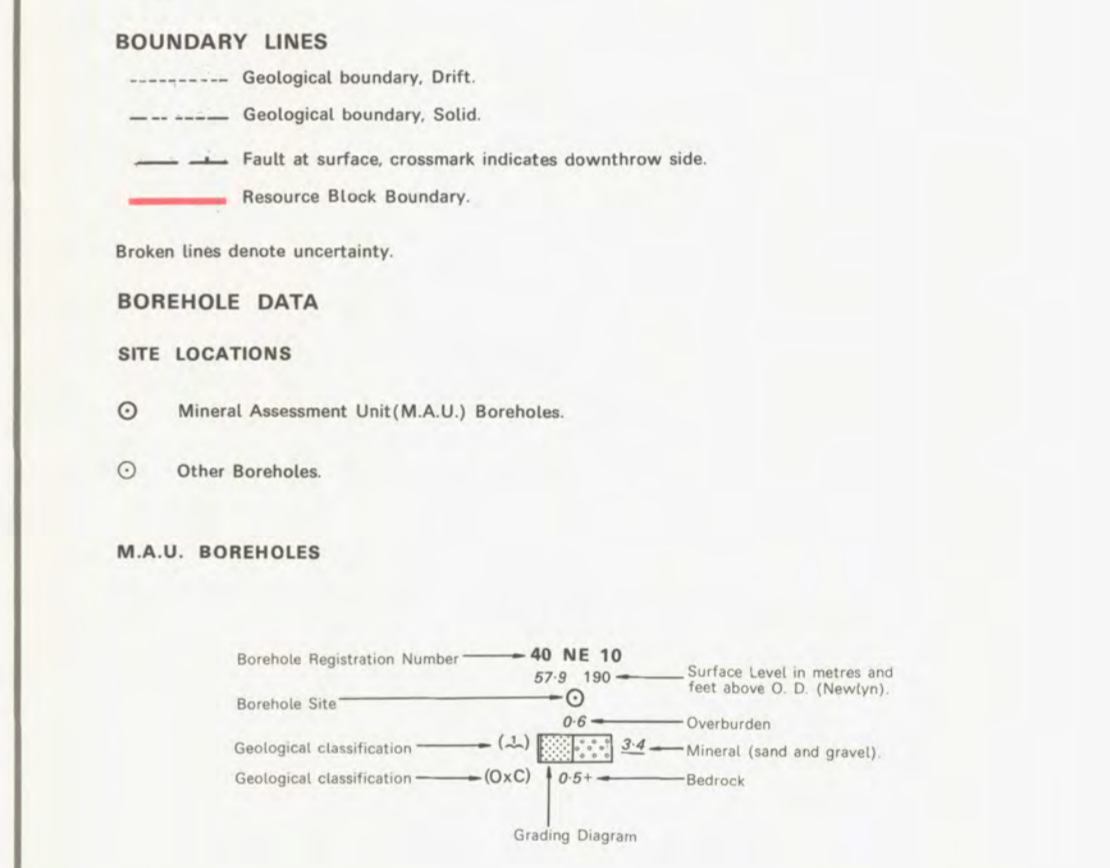 BOUNDARY LINES
Geological boundary, Drift.
Geological boundary, Solid.
Fault at surface, crossmark indicates downthrow side.
Resource Block Boundary.
Broken lines denote uncertainty.
BOREHOLE DATA
SITE LOCATIONS
Mineral Assessment Unit(M.A.U.) Boreholes.
Other Boreholes.
M.A.U. BOREHOLES
Borehole Registration Number 40 NE 10
57·9 190 Surface Level in metres and
feet above O. D. (Newlyn).
Borehole Site
0·6 Overburden
Geological classification (1) 3·4 Mineral (sand and gravel).
Geological classification (OxC) 0·5+ Bedrock
Grading Diagram